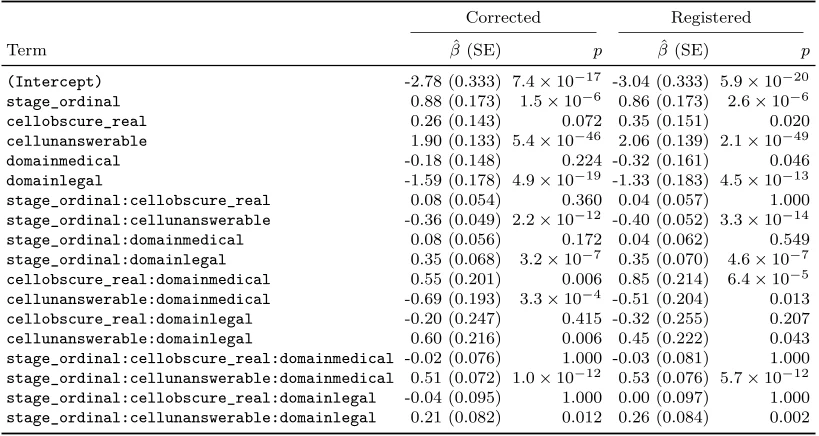 Corrected Registered
Term β̂ (SE) p β̂ (SE) p
(Intercept) -2.78 (0.333) 7.4 × 10⁻¹⁷ -3.04 (0.333) 5.9 × 10⁻²⁰
stage_ordinal 0.88 (0.173) 1.5 × 10⁻⁶ 0.86 (0.173) 2.6 × 10⁻⁶
cellobscure_real 0.26 (0.143) 0.072 0.35 (0.151) 0.020
cellunanswerable 1.90 (0.133) 5.4 × 10⁻⁴⁶ 2.06 (0.139) 2.1 × 10⁻⁴⁹
domainmedical -0.18 (0.148) 0.224 -0.32 (0.161) 0.046
domainlegal -1.59 (0.178) 4.9 × 10⁻¹⁹ -1.33 (0.183) 4.5 × 10⁻¹³
stage_ordinal:cellobscure_real 0.08 (0.054) 0.360 0.04 (0.057) 1.000
stage_ordinal:cellunanswerable -0.36 (0.049) 2.2 × 10⁻¹² -0.40 (0.052) 3.3 × 10⁻¹⁴
stage_ordinal:domainmedical 0.08 (0.056) 0.172 0.04 (0.062) 0.549
stage_ordinal:domainlegal 0.35 (0.068) 3.2 × 10⁻⁷ 0.35 (0.070) 4.6 × 10⁻⁷
cellobscure_real:domainmedical 0.55 (0.201) 0.006 0.85 (0.214) 6.4 × 10⁻⁵
cellunanswerable:domainmedical -0.69 (0.193) 3.3 × 10⁻⁴ -0.51 (0.204) 0.013
cellobscure_real:domainlegal -0.20 (0.247) 0.415 -0.32 (0.255) 0.207
cellunanswerable:domainlegal 0.60 (0.216) 0.006 0.45 (0.222) 0.043
stage_ordinal:cellobscure_real:domainmedical -0.02 (0.076) 1.000 -0.03 (0.081) 1.000
stage_ordinal:cellunanswerable:domainmedical 0.51 (0.072) 1.0 × 10⁻¹² 0.53 (0.076) 5.7 × 10⁻¹²
stage_ordinal:cellobscure_real:domainlegal -0.04 (0.095) 1.000 0.00 (0.097) 1.000
stage_ordinal:cellunanswerable:domainlegal 0.21 (0.082) 0.012 0.26 (0.084) 0.002